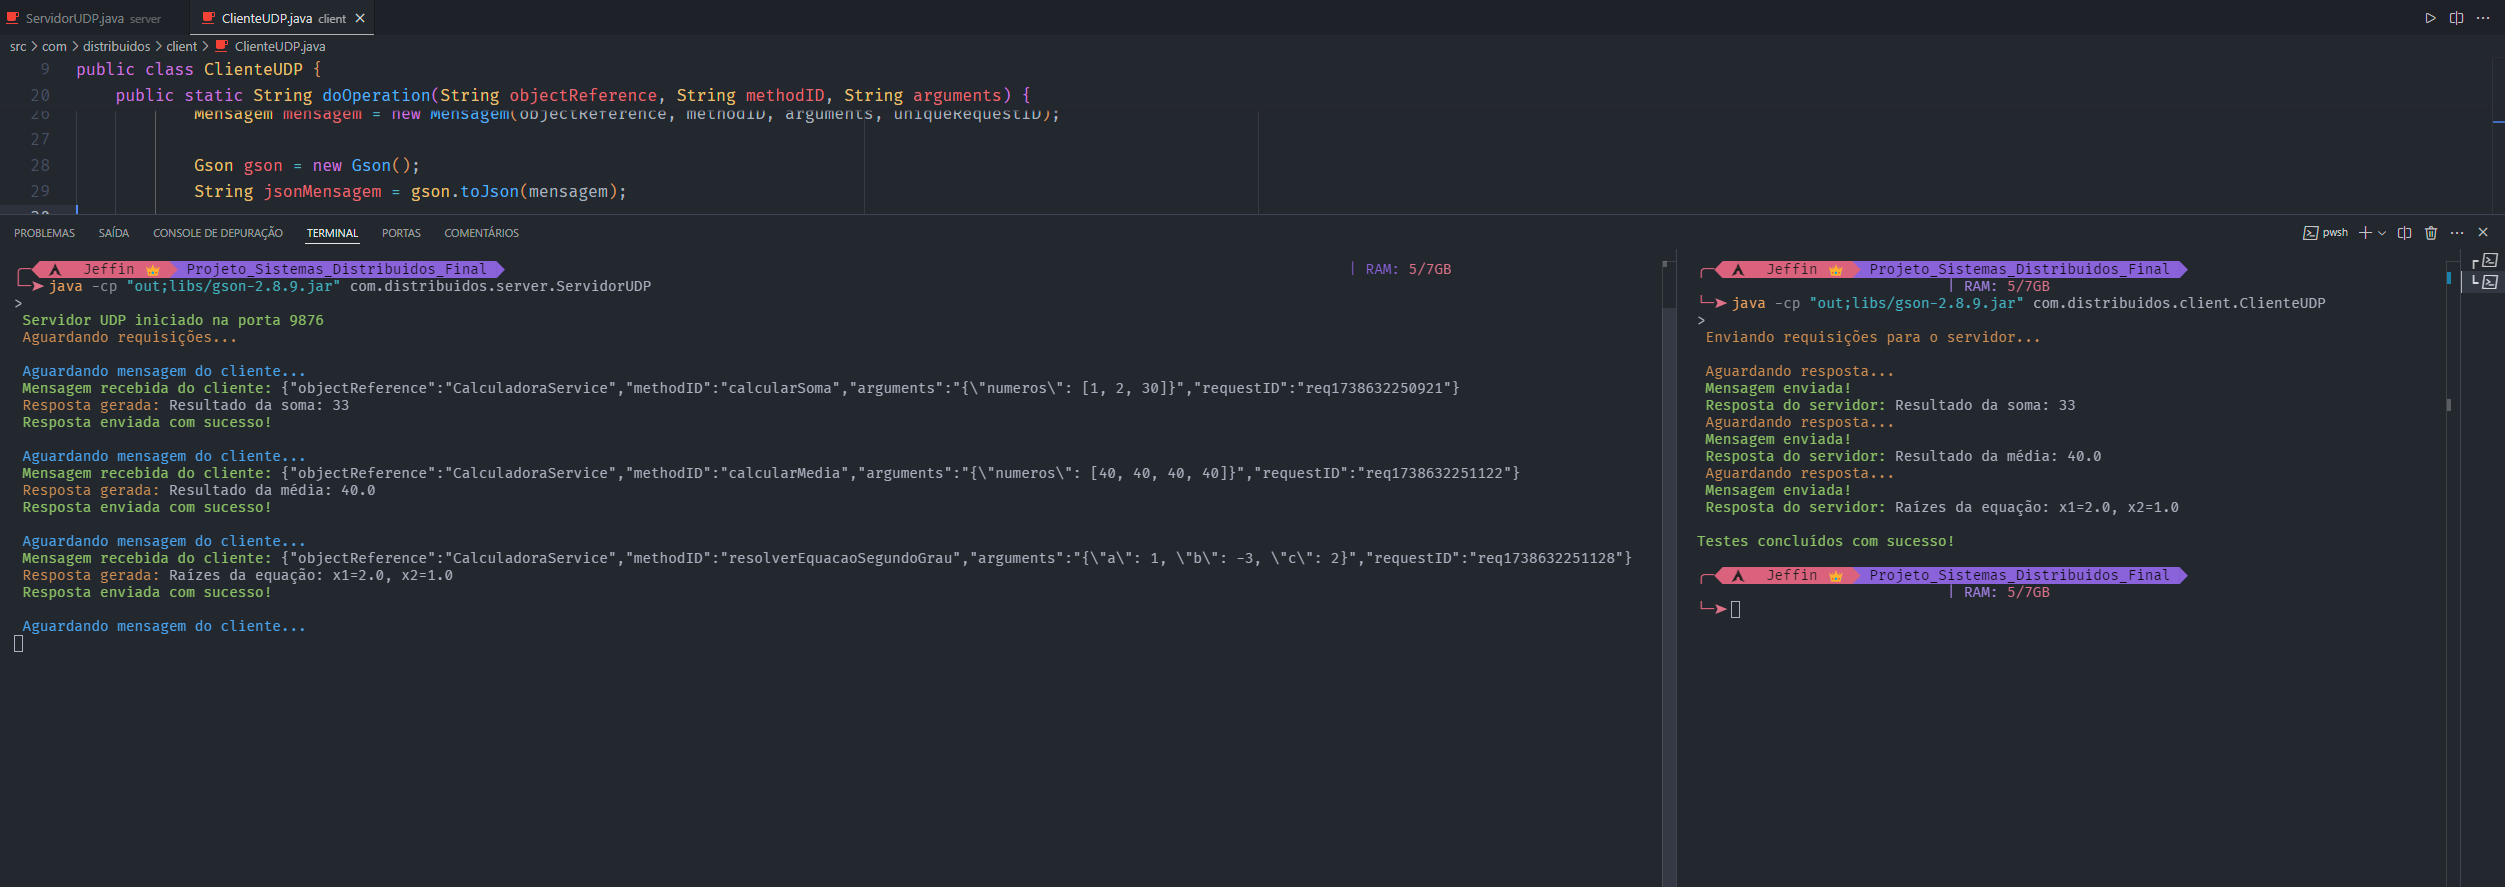 ServidorUDP.java server
ClienteUDP.java client
src > com > distribuidos > client > ClienteUDP.java
9 public class ClienteUDP {
20 public static String doOperation(String objectReference, String methodID, String arguments) {
26 Mensagem mensagem = new Mensagem(objectReference, methodID, arguments, uniqueRequestID);
27
28 Gson gson = new Gson();
29 String jsonMensagem = gson.toJson(mensagem);
30
PROBLEMAS SAÍDA CONSOLE DE DEPURAÇÃO TERMINAL PORTAS COMENTÁRIOS
pwsh
Jeffin Projeto_Sistemas_Distribuidos_Final | RAM: 5/7GB
java -cp "out;libs/gson-2.8.9.jar" com.distribuidos.server.ServidorUDP
>
Servidor UDP iniciado na porta 9876
Aguardando requisições...
Aguardando mensagem do cliente...
Mensagem recebida do cliente: {"objectReference":"CalculadoraService","methodID":"calcularSoma","arguments":"{\"numeros\": [1, 2, 30]}","requestID":"req1738632250921"}
Resposta gerada: Resultado da soma: 33
Resposta enviada com sucesso!
Aguardando mensagem do cliente...
Mensagem recebida do cliente: {"objectReference":"CalculadoraService","methodID":"calcularMedia","arguments":"{\"numeros\": [40, 40, 40, 40]}","requestID":"req1738632251122"}
Resposta gerada: Resultado da média: 40.0
Resposta enviada com sucesso!
Aguardando mensagem do cliente...
Mensagem recebida do cliente: {"objectReference":"CalculadoraService","methodID":"resolverEquacaoSegundoGrau","arguments":"{\"a\": 1, \"b\": -3, \"c\": 2}","requestID":"req1738632251128"}
Resposta gerada: Raízes da equação: x1=2.0, x2=1.0
Resposta enviada com sucesso!
Aguardando mensagem do cliente...
Jeffin Projeto_Sistemas_Distribuidos_Final
| RAM: 5/7GB
java -cp "out;libs/gson-2.8.9.jar" com.distribuidos.client.ClienteUDP
>
Enviando requisições para o servidor...
Aguardando resposta...
Mensagem enviada!
Resposta do servidor: Resultado da soma: 33
Aguardando resposta...
Mensagem enviada!
Resposta do servidor: Resultado da média: 40.0
Aguardando resposta...
Mensagem enviada!
Resposta do servidor: Raízes da equação: x1=2.0, x2=1.0
Testes concluídos com sucesso!
Jeffin Projeto_Sistemas_Distribuidos_Final
| RAM: 5/7GB